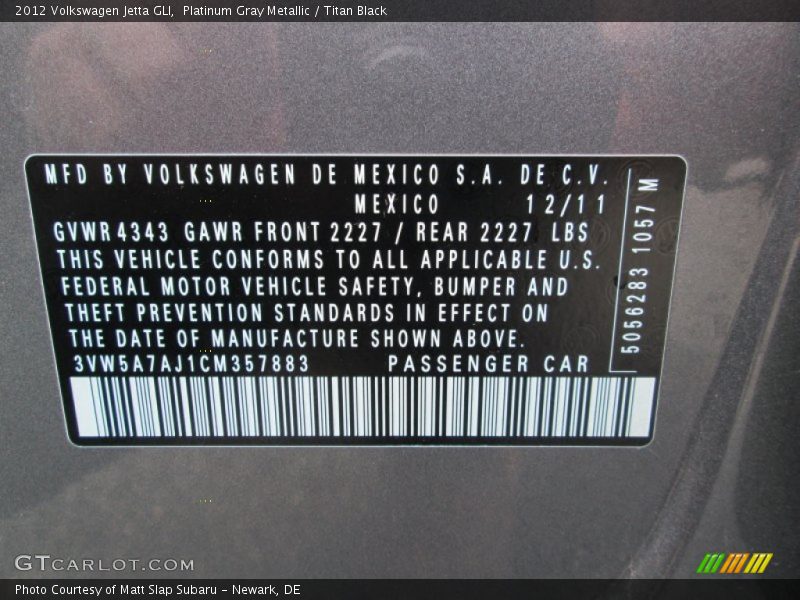 2012 Volkswagen Jetta GLI, Platinum Gray Metallic / Titan Black
MFD BY VOLKSWAGEN DE MEXICO S.A. DE C.V.
MEXICO 12/11
GVWR 4343 GAWR FRONT 2227 / REAR 2227 LBS
THIS VEHICLE CONFORMS TO ALL APPLICABLE U.S.
FEDERAL MOTOR VEHICLE SAFETY, BUMPER AND
THEFT PREVENTION STANDARDS IN EFFECT ON
THE DATE OF MANUFACTURE SHOWN ABOVE.
3VW5A7AJ1CM357883 PASSENGER CAR
5056283 1057 M
GTCARLOT.COM
Photo Courtesy of Matt Slap Subaru - Newark, DE